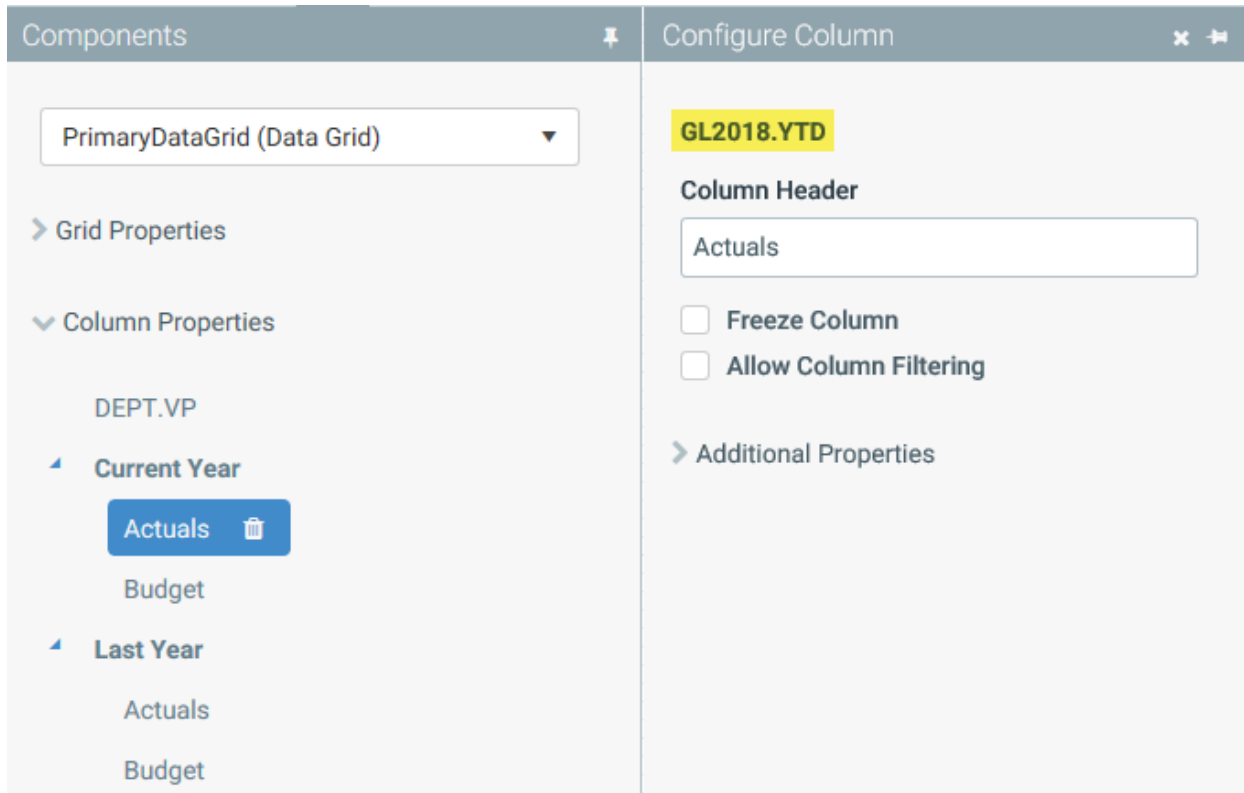 Components
PrimaryDataGrid (Data Grid)
Grid Properties
Column Properties
DEPT.VP
Current Year
Actuals
Budget
Last Year
Actuals
Budget
Configure Column
GL2018.YTD
Column Header
Actuals
Freeze Column
Allow Column Filtering
Additional Properties